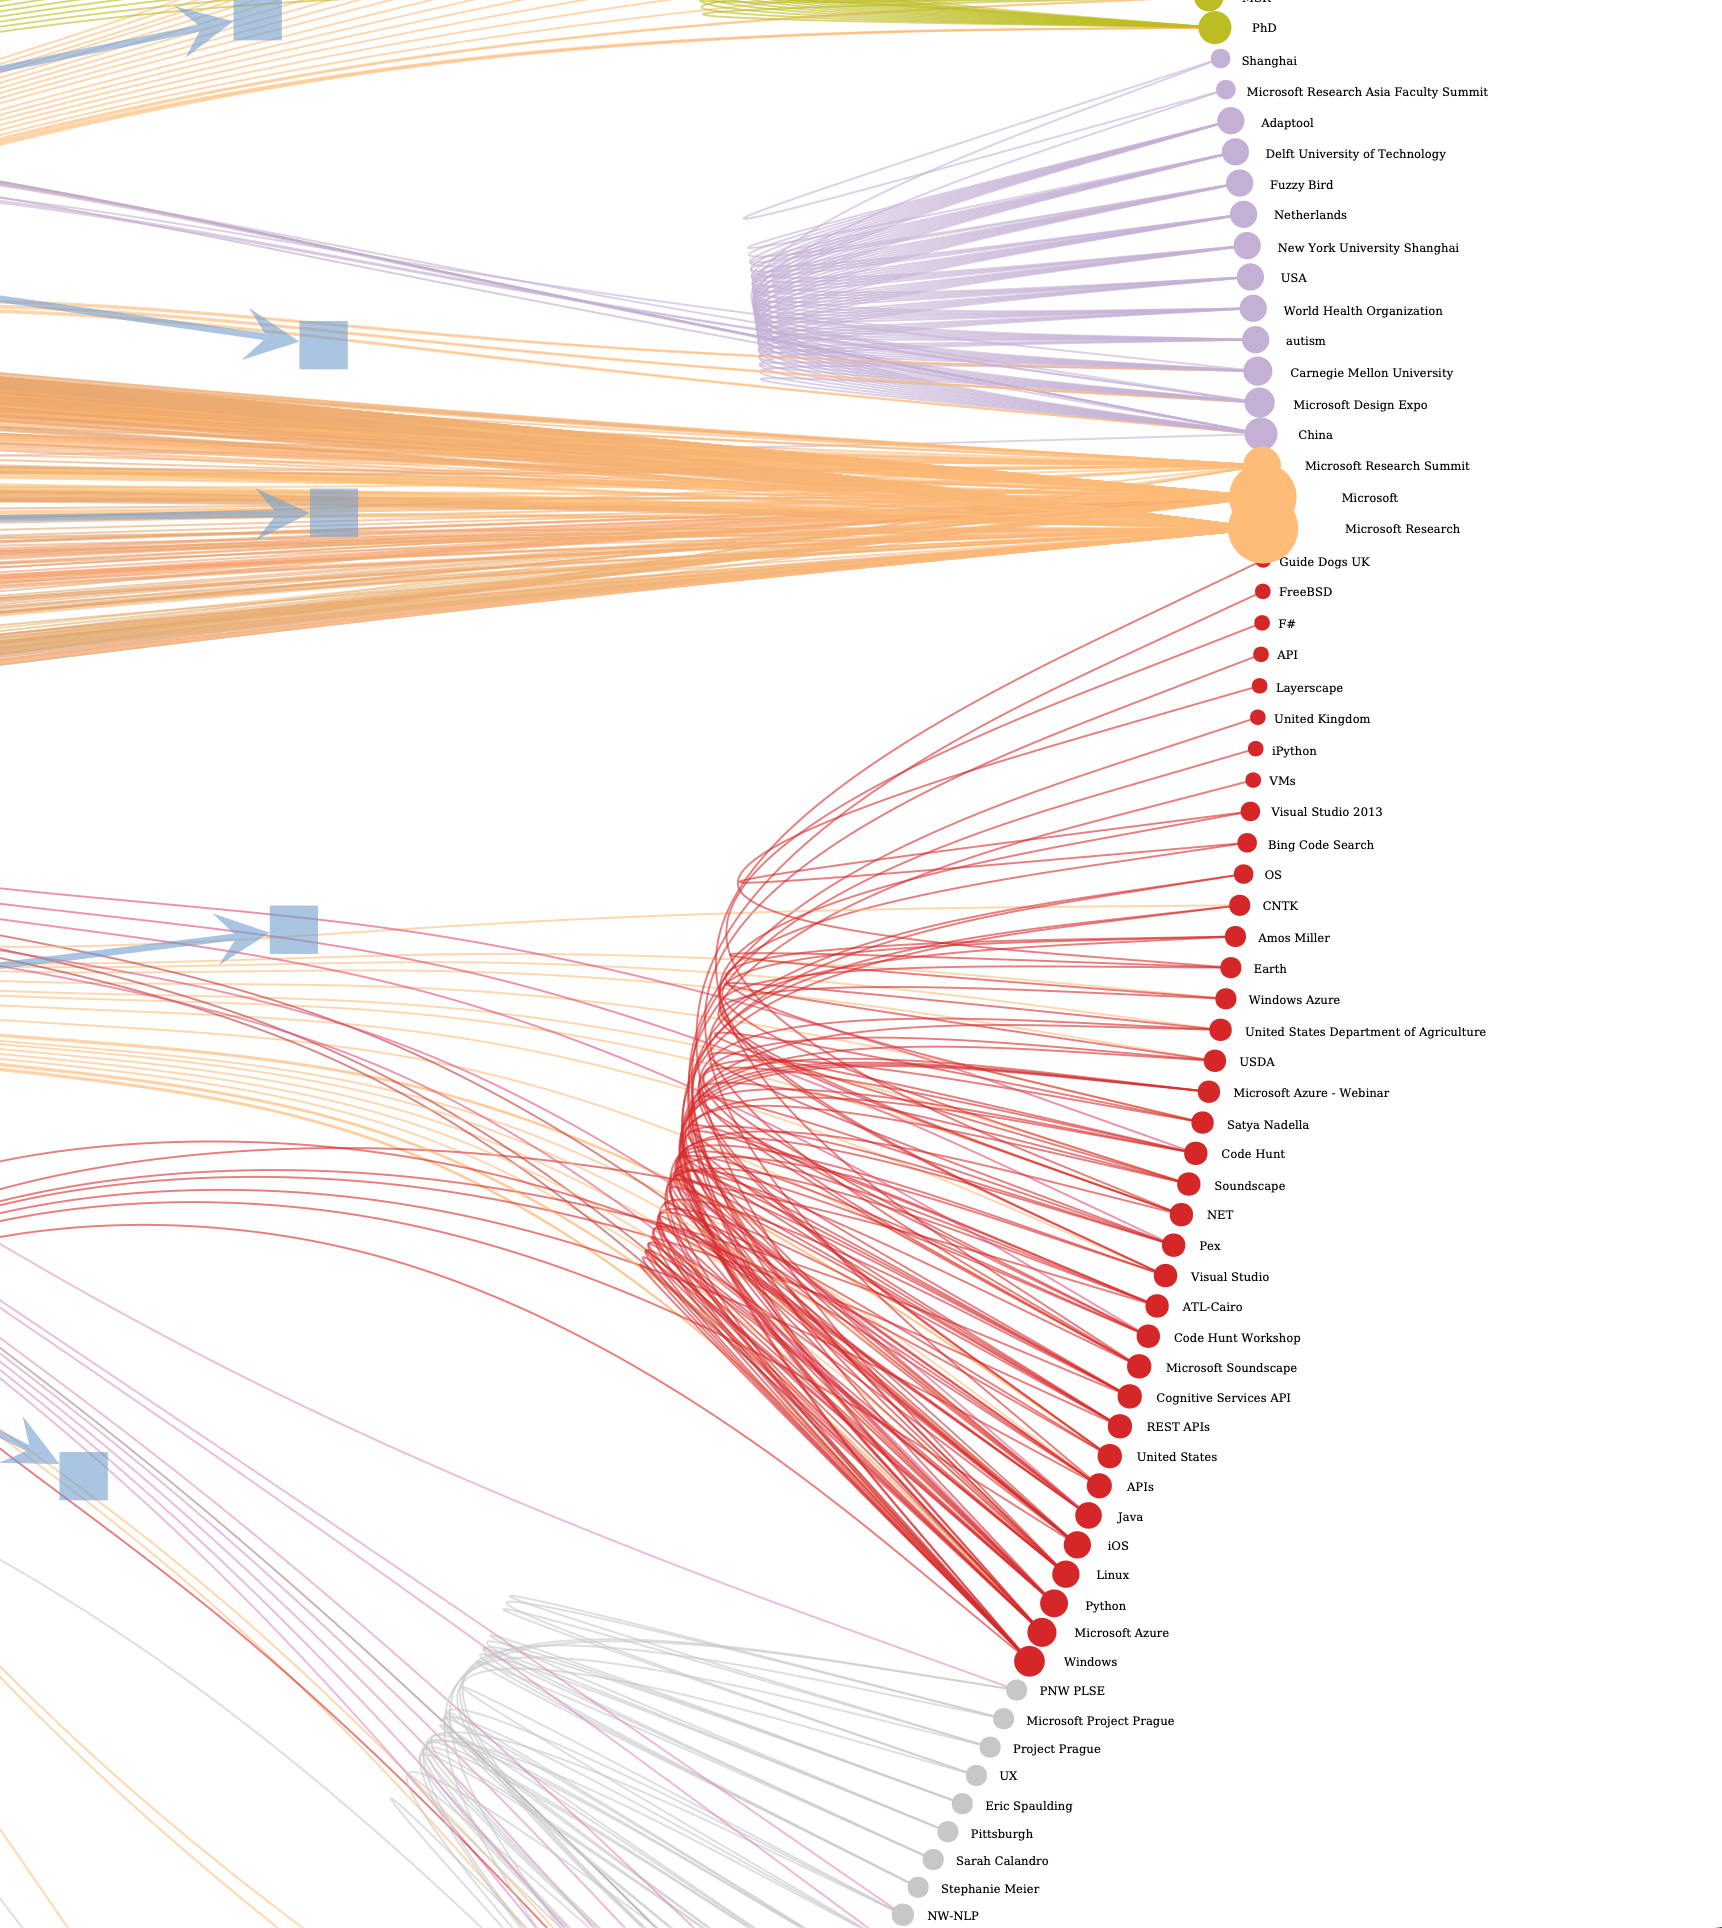 MSR
PhD
Shanghai
Microsoft Research Asia Faculty Summit
Adaptool
Delft University of Technology
Fuzzy Bird
Netherlands
New York University Shanghai
USA
World Health Organization
autism
Carnegie Mellon University
Microsoft Design Expo
China
Microsoft Research Summit
Microsoft
Microsoft Research
Guide Dogs UK
FreeBSD
F#
API
Layerscape
United Kingdom
iPython
VMs
Visual Studio 2013
Bing Code Search
OS
CNTK
Amos Miller
Earth
Windows Azure
United States Department of Agriculture
USDA
Microsoft Azure - Webinar
Satya Nadella
Code Hunt
Soundscape
NET
Pex
Visual Studio
ATL-Cairo
Code Hunt Workshop
Microsoft Soundscape
Cognitive Services API
REST APIs
United States
APIs
Java
iOS
Linux
Python
Microsoft Azure
Windows
PNW PLSE
Microsoft Project Prague
Project Prague
UX
Eric Spaulding
Pittsburgh
Sarah Calandro
Stephanie Meier
NW-NLP